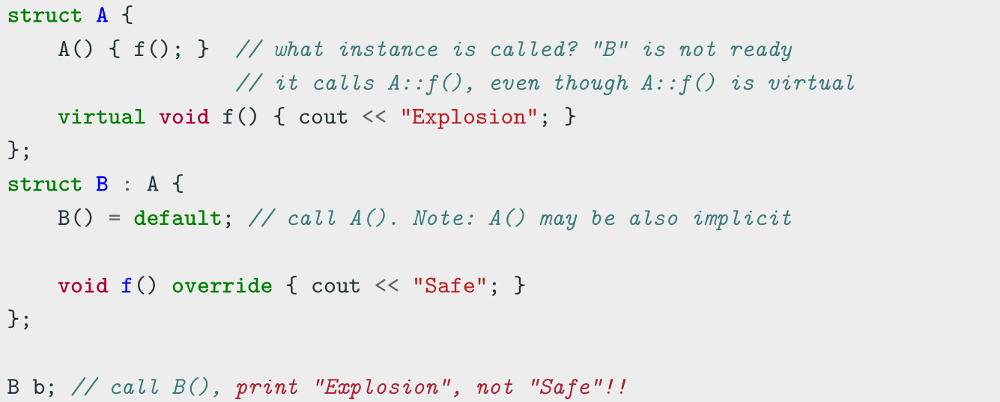 struct A {
    A() { f(); }  // what instance is called? "B" is not ready
                  // it calls A::f(), even though A::f() is virtual
    virtual void f() { cout << "Explosion"; }
};
struct B : A {
    B() = default; // call A(). Note: A() may be also implicit

    void f() override { cout << "Safe"; }
};

B b; // call B(), print "Explosion", not "Safe"!!